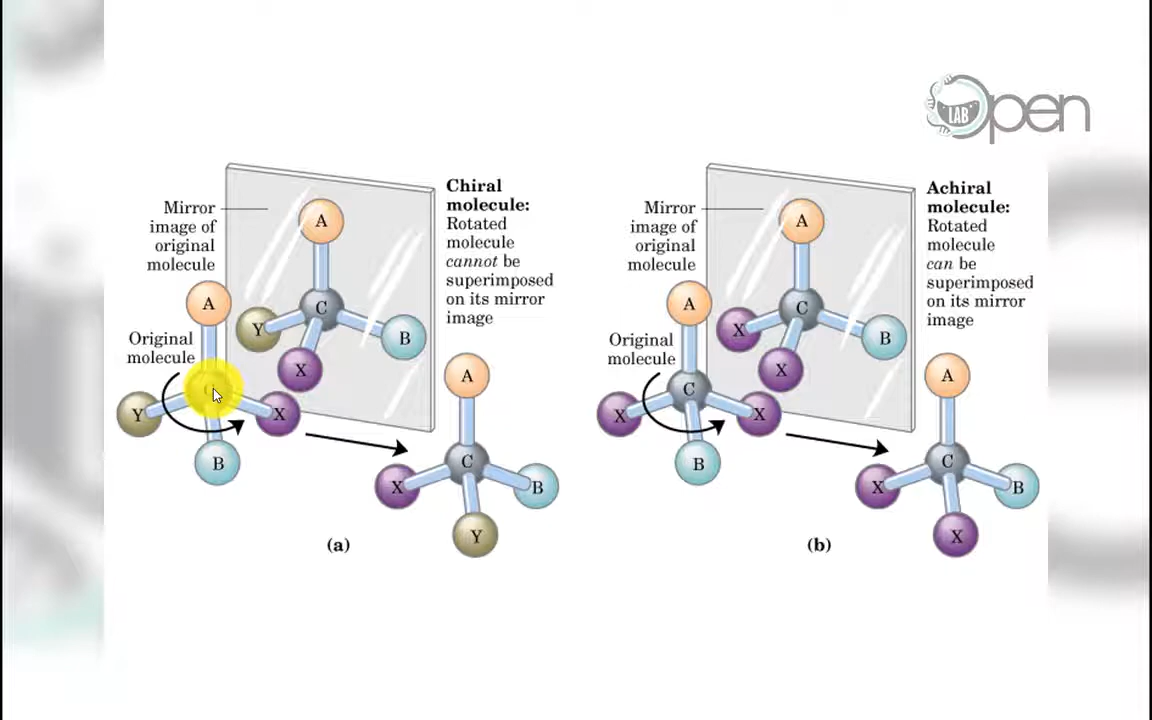 Open
LAB
Mirror
image of
original
molecule
A
Y
C
B
X
Chiral
molecule:
Rotated
molecule
cannot be
superimposed
on its mirror
image
Original
molecule
A
Y
X
B
A
C
X
B
Y
(a)
Mirror
image of
original
molecule
A
X
C
B
X
Achiral
molecule:
Rotated
molecule
can be
superimposed
on its mirror
image
Original
molecule
A
C
X
X
B
A
C
X
B
X
(b)